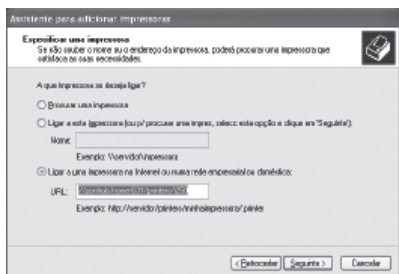 Assistente para adicionar impressoras
Especificar uma impressora
Se não souber o nome ou o endereço da impressora, poderá procurar uma impressora que
satisfaça as suas necessidades.
A que impressora se deseja ligar?
Procurar uma impressora
Ligar a esta impressora (ou p/ procurar uma impres, selecc esta opção e clique em 'Seguinte'):
Nome:
Exemplo: \\servidor\impressora
Ligar a uma impressora na Internet ou numa rede empresarial ou doméstica:
URL:
Exemplo: http://servidor/printers/minhaimpressora/.printer
< Retroceder
Seguinte >
Cancelar